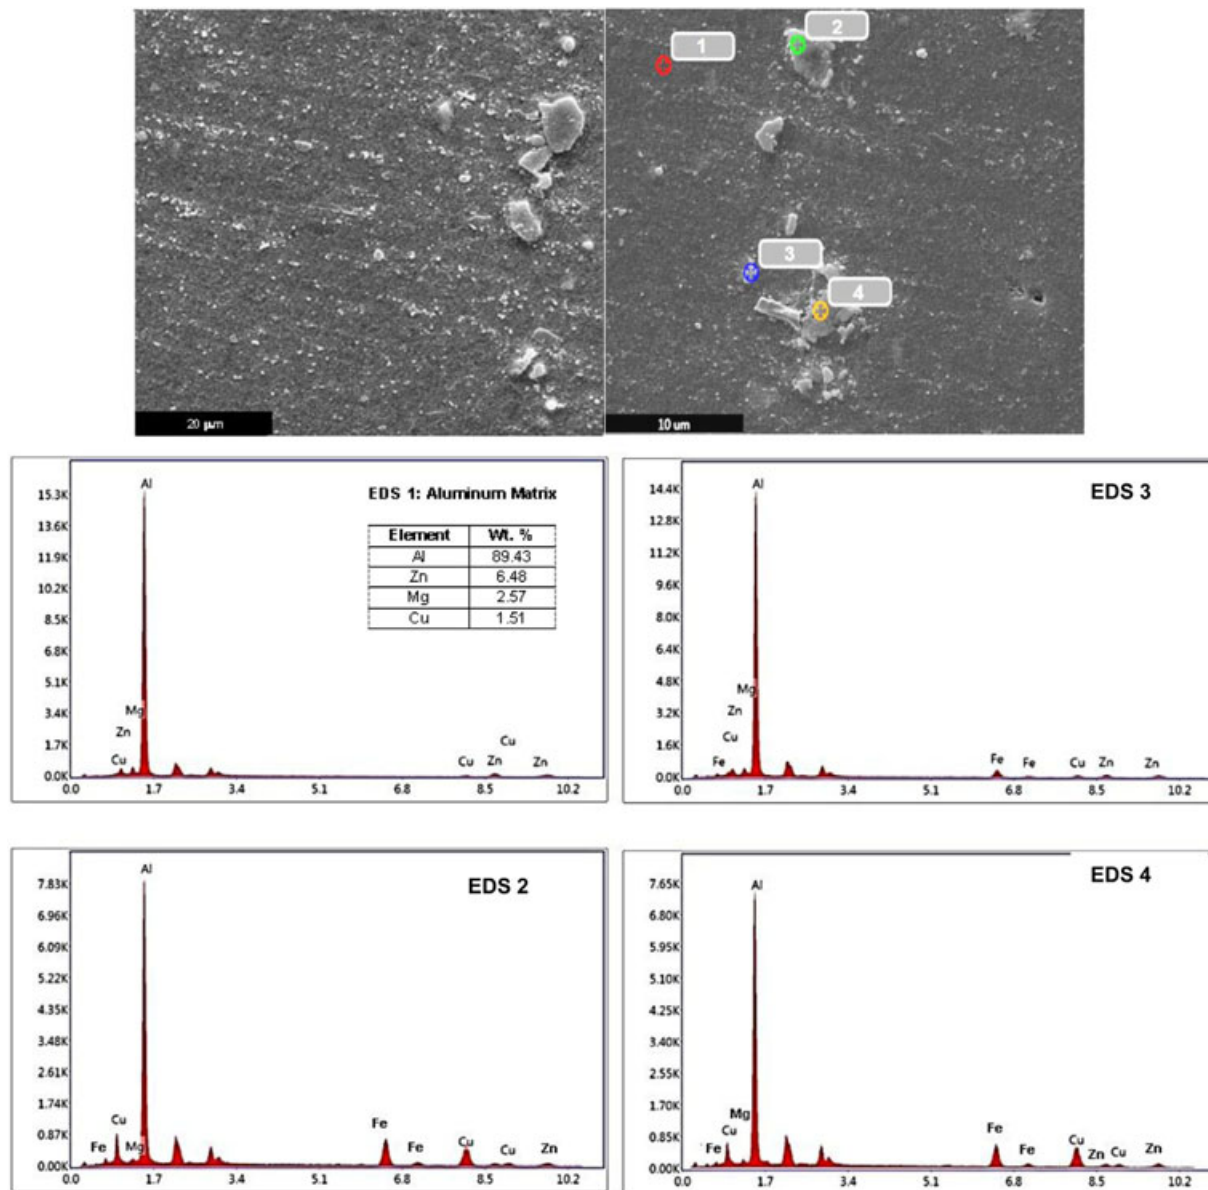 1
2
3
4
20 µm
10 um
EDS 1: Aluminum Matrix
Element Wt. %
Al 89.43
Zn 6.48
Mg 2.57
Cu 1.51
Al
15.3K
13.6K
11.9K
10.2K
8.5K
6.8K
5.1K
3.4K
1.7K
0.0K
Mg
Zn
Cu
Cu
Cu Zn Zn
0.0 1.7 3.4 5.1 6.8 8.5 10.2
EDS 3
Al
14.4K
12.8K
11.2K
9.6K
8.0K
6.4K
4.8K
3.2K
1.6K
0.0K
Mg
Zn
Cu
Fe
Fe Fe Cu Zn Zn
0.0 1.7 3.4 5.1 6.8 8.5 10.2
EDS 2
Al
7.83K
6.96K
6.09K
5.22K
4.35K
3.48K
2.61K
1.74K
0.87K
0.00K
Cu
Fe Mg
Fe Fe Cu Cu Zn
0.0 1.7 3.4 5.1 6.8 8.5 10.2
EDS 4
Al
7.65K
6.80K
5.95K
5.10K
4.25K
3.40K
2.55K
1.70K
0.85K
0.00K
Mg
Cu
Fe
Fe Fe Cu Zn Cu Zn
0.0 1.7 3.4 5.1 6.8 8.5 10.2